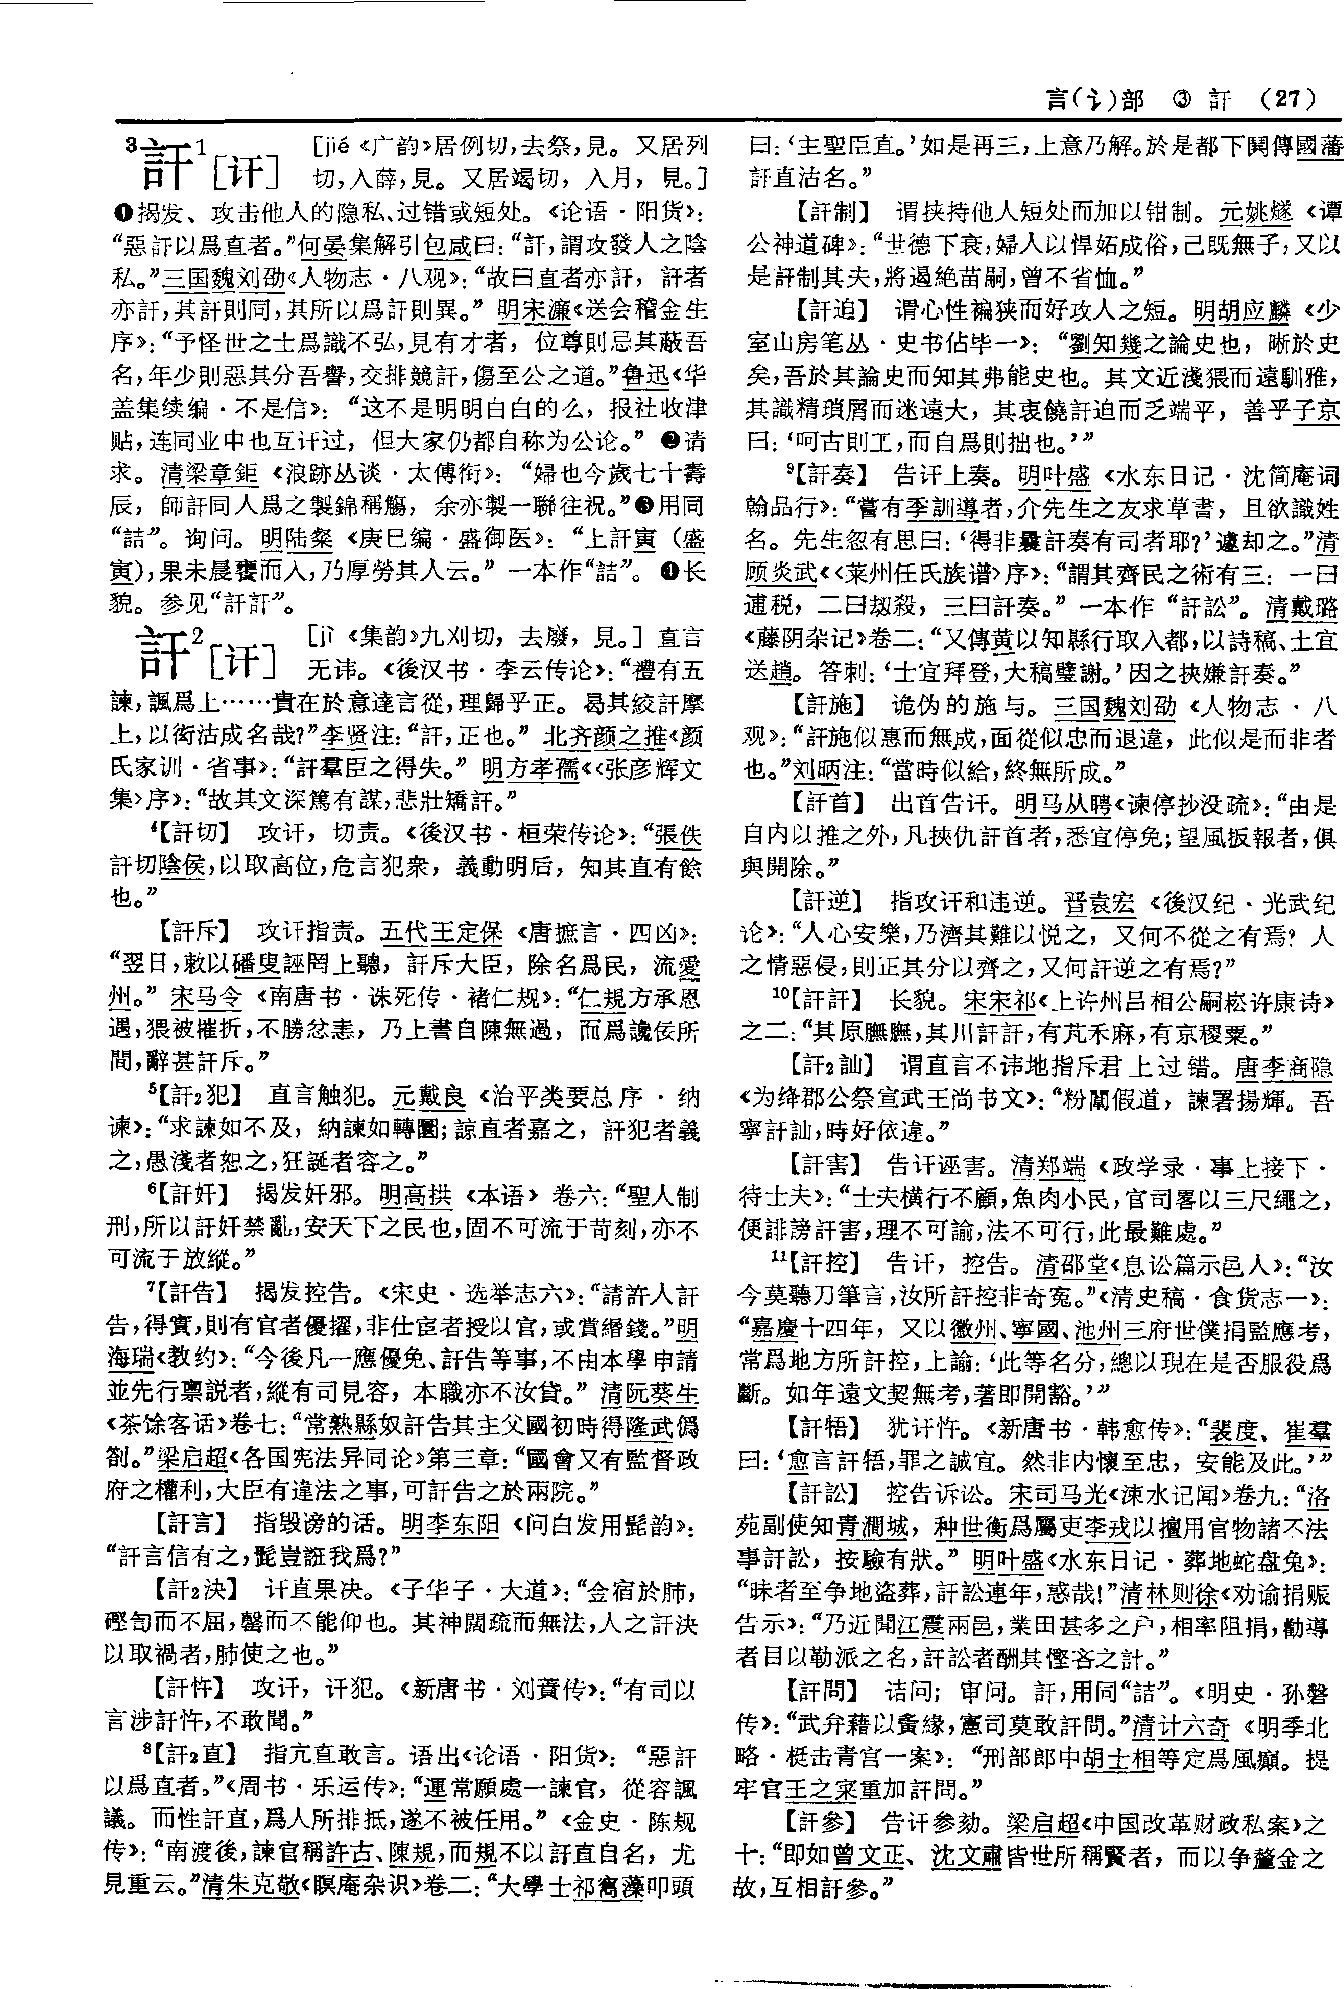 言(讠)部 ③ 訐 (27)
3訐1[讦] [jié《广韵》居例切,去祭,見。又居列
切,入薛,見。又居竭切,入月,見。]
❶揭发、攻击他人的隐私、过错或短处。《论语·阳货》:
“惡訐以爲直者。”何晏集解引包咸曰:“訐,謂攻發人之陰
私。”三国魏刘劭《人物志·八观》:“故曰直者亦訐,訐者
亦訐,其訐則同,其所以爲訐則異。”明宋濂《送会稽金生
序》:“予怪世之士爲識不弘,見有才者,位尊則忌其蔽吾
名,年少則惡其分吾譽,交排競訐,傷至公之道。”鲁迅《华
盖集续编·不是信》:“这不是明明白白的么,报社收津
贴,连同业中也互讦过,但大家仍都自称为公论。”❷请
求。清梁章鉅《浪跡丛谈·太傅衔》:“婦也今歲七十壽
辰,師訐同人爲之製錦稱觴,余亦製一聯往祝。”❸用同
“詰”。询问。明陆粲《庚巳编·盛御医》:“上訐寅(盛
寅),果未晨饔而入,乃厚勞其人云。”一本作“詰”。❹长
貌。参见“訐訐”。
訐2[讦] [jì《集韵》九刈切,去廢,見。]直言
无讳。《後汉书·李云传论》:“禮有五
諫,諷爲上……貴在於意達言從,理歸乎正。曷其絞訐摩
上,以衒沽成名哉?”李贤注:“訐,正也。”北齐颜之推《颜
氏家训·省事》:“訐羣臣之得失。”明方孝孺《〈张彦辉文
集〉序》:“故其文深篤有謀,悲壯矯訐。”
4【訐切】 攻讦,切责。《後汉书·桓荣传论》:“張佚
訐切陰侯,以取高位,危言犯衆,義動明后,知其直有餘
也。”
【訐斥】 攻讦指责。五代王定保《唐摭言·四凶》:
“翌日,敕以磻叟誣罔上聽,訐斥大臣,除名爲民,流愛
州。”宋马令《南唐书·诛死传·褚仁规》:“仁規方承恩
遇,猥被摧折,不勝忿恚,乃上書自陳無過,而爲讒佞所
間,辭甚訐斥。”
5【訐2犯】 直言触犯。元戴良《治平类要总序·纳
谏》:“求諫如不及,納諫如轉圜;諒直者嘉之,訐犯者義
之,愚淺者恕之,狂誕者容之。”
6【訐奸】 揭发奸邪。明高拱《本语》卷六:“聖人制
刑,所以訐奸禁亂,安天下之民也,固不可流于苛刻,亦不
可流于放縱。”
7【訐告】 揭发控告。《宋史·选举志六》:“請許人訐
告,得實,則有官者優擢,非仕宦者授以官,或賞緡錢。”明
海瑞《教约》:“今後凡一應優免、訐告等事,不由本學申請
並先行稟説者,縱有司見容,本職亦不汝貸。”清阮葵生
《茶馀客话》卷七:“常熟縣奴訐告其主父國初時得隆武僞
劄。”梁启超《各国宪法异同论》第三章:“國會又有監督政
府之權利,大臣有違法之事,可訐告之於兩院。”
【訐言】 指毁谤的话。明李东阳《问白发用髭韵》:
“訐言信有之,髭豈誑我爲?”
【訐2决】 讦直果决。《子华子·大道》:“金宿於肺,
硜訇而不屈,罄而不能仰也。其神闊疏而無法,人之訐决
以取禍者,肺使之也。”
【訐忤】 攻讦,讦犯。《新唐书·刘蕡传》:“有司以
言涉訐忤,不敢聞。”
8【訐2直】 指亢直敢言。语出《论语·阳货》:“惡訐
以爲直者。”《周书·乐运传》:“運常願處一諫官,從容諷
議。而性訐直,爲人所排抵,遂不被任用。”《金史·陈规
传》:“南渡後,諫官稱許古、陳規,而規不以訐直自名,尤
見重云。”清朱克敬《瞑庵杂识》卷二:“大學士祁寯藻叩頭
曰:‘主聖臣直。’如是再三,上意乃解。於是都下鬨傳國藩
訐直沽名。”
【訐制】 谓挟持他人短处而加以钳制。元姚燧《谭
公神道碑》:“世德下衰,婦人以悍妬成俗,己既無子,又以
是訐制其夫,將遏絶苗嗣,曾不省恤。”
【訐迫】 谓心性褊狭而好攻人之短。明胡应麟《少
室山房笔丛·史书佔毕一》:“劉知幾之論史也,晰於史
矣,吾於其論史而知其弗能史也。其文近淺猥而遠馴雅,
其識精瑣屑而迷遠大,其衷饒訐迫而乏端平,善乎子京
曰:‘呵古則工,而自爲則拙也。’”
9【訐奏】 告讦上奏。明叶盛《水东日记·沈简庵词
翰品行》:“嘗有季訓導者,介先生之友求草書,且欲識姓
名。先生忽有思曰:‘得非曩訐奏有司者耶?’遽却之。”清
顾炎武《〈莱州任氏族谱〉序》:“謂其齊民之術有三:一曰
逋税,二曰劫殺,三曰訐奏。”一本作“訐訟”。清戴璐
《藤阴杂记》卷二:“又傳黄以知縣行取入都,以詩稿、土宜
送趙。答刺:‘士宜拜登,大稿璧謝。’因之挾嫌訐奏。”
【訐施】 诡伪的施与。三国魏刘劭《人物志·八
观》:“訐施似惠而無成,面從似忠而退違,此似是而非者
也。”刘昞注:“當時似給,終無所成。”
【訐首】 出首告讦。明马从聘《谏停抄没疏》:“由是
自内以推之外,凡挾仇訐首者,悉宜停免;望風扳報者,俱
與開除。”
【訐逆】 指攻讦和违逆。晋袁宏《後汉纪·光武纪
论》:“人心安樂,乃濟其難以悦之,又何不從之有焉?人
之情惡侵,則正其分以齊之,又何訐逆之有焉?”
10【訐訐】 长貌。宋宋祁《上许州吕相公嗣崧许康诗》
之二:“其原膴膴,其川訐訐,有芃禾麻,有京稷粟。”
【訐2訕】 谓直言不讳地指斥君上过错。唐李商隐
《为绛郡公祭宣武王尚书文》:“粉闈假道,諫署揚輝。吾
寧訐訕,時好依違。”
【訐害】 告讦诬害。清郑端《政学录·事上接下·
待士夫》:“士夫横行不顧,魚肉小民,官司畧以三尺繩之,
便誹謗訐害,理不可諭,法不可行,此最難處。”
11【訐控】 告讦,控告。清邵堂《息讼篇示邑人》:“汝
今莫聽刀筆言,汝所訐控非奇冤。”《清史稿·食货志一》:
“嘉慶十四年,又以徽州、寧國、池州三府世僕捐監應考,
常爲地方所訐控,上諭:‘此等名分,總以現在是否服役爲
斷。如年遠文契無考,著即開豁。’”
【訐牾】 犹讦忤。《新唐书·韩愈传》:“裴度、崔羣
曰:‘愈言訐牾,罪之誠宜。然非内懷至忠,安能及此。’”
【訐訟】 控告诉讼。宋司马光《涑水记闻》卷九:“洛
苑副使知青澗城,种世衡爲屬吏李戎以擅用官物諸不法
事訐訟,按驗有狀。”明叶盛《水东日记·葬地蛇盘兔》:
“昧者至争地盗葬,訐訟連年,惑哉!”清林则徐《劝谕捐赈
告示》:“乃近聞江震兩邑,業田甚多之户,相率阻捐,勸導
者目以勒派之名,訐訟者酬其慳吝之計。”
【訐問】 诘问;审问。訐,用同“詰”。《明史·孙磐
传》:“武弁藉以夤緣,憲司莫敢訐問。”清计六奇《明季北
略·梃击青宫一案》:“刑部郎中胡士相等定爲風癲。提
牢官王之寀重加訐問。”
【訐參】 告讦参劾。梁启超《中国改革财政私案》之
十:“即如曾文正、沈文肅皆世所稱賢者,而以争釐金之
故,互相訐參。”